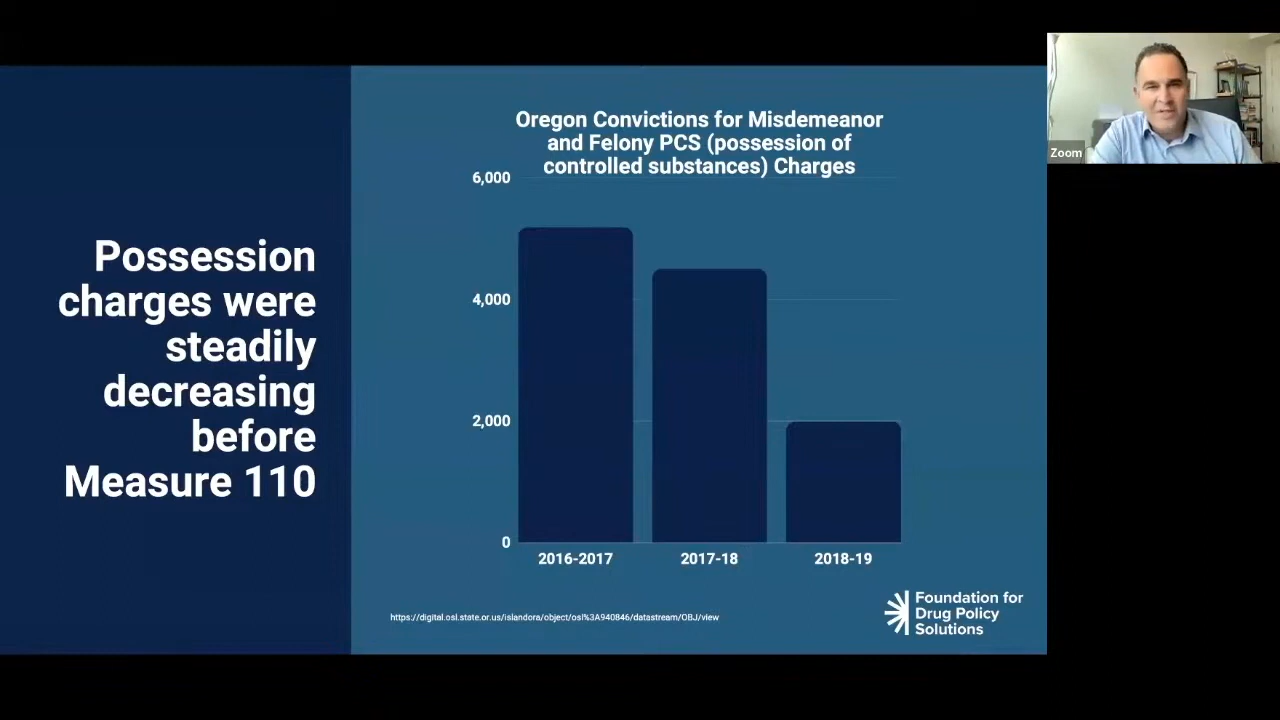 Possession
charges were
steadily
decreasing
before
Measure 110
Oregon Convictions for Misdemeanor
and Felony PCS (possession of
controlled substances) Charges
6,000
4,000
2,000
0
2016-2017
2017-18
2018-19
https://digital.osl.state.or.us/islandora/object/osl%3A940846/datastream/OBJ/view
Foundation for
Drug Policy
Solutions
Zoom